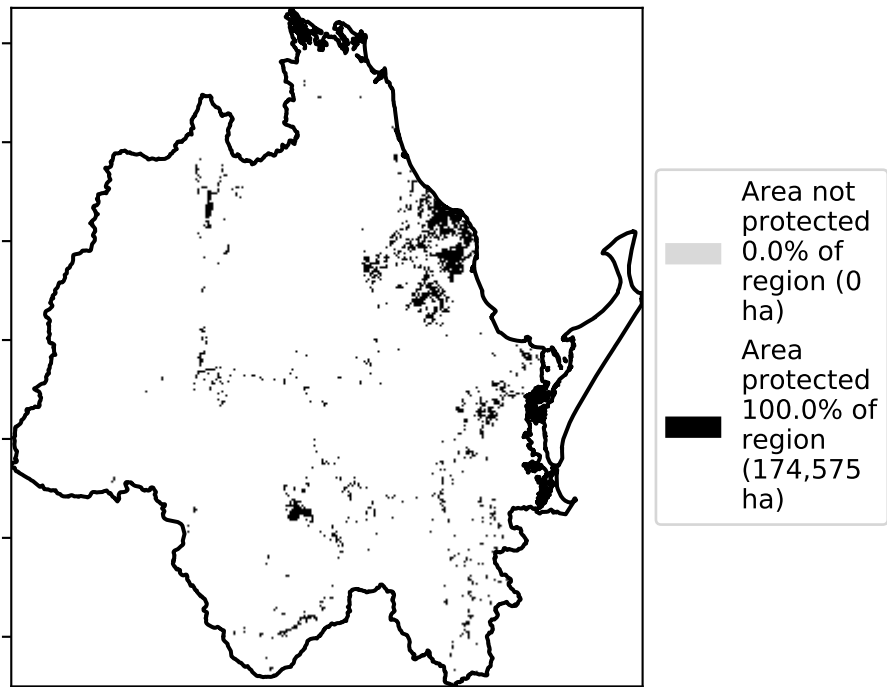 Area not
protected
0.0% of
region (0
ha)
Area
protected
100.0% of
region
(174,575
ha)